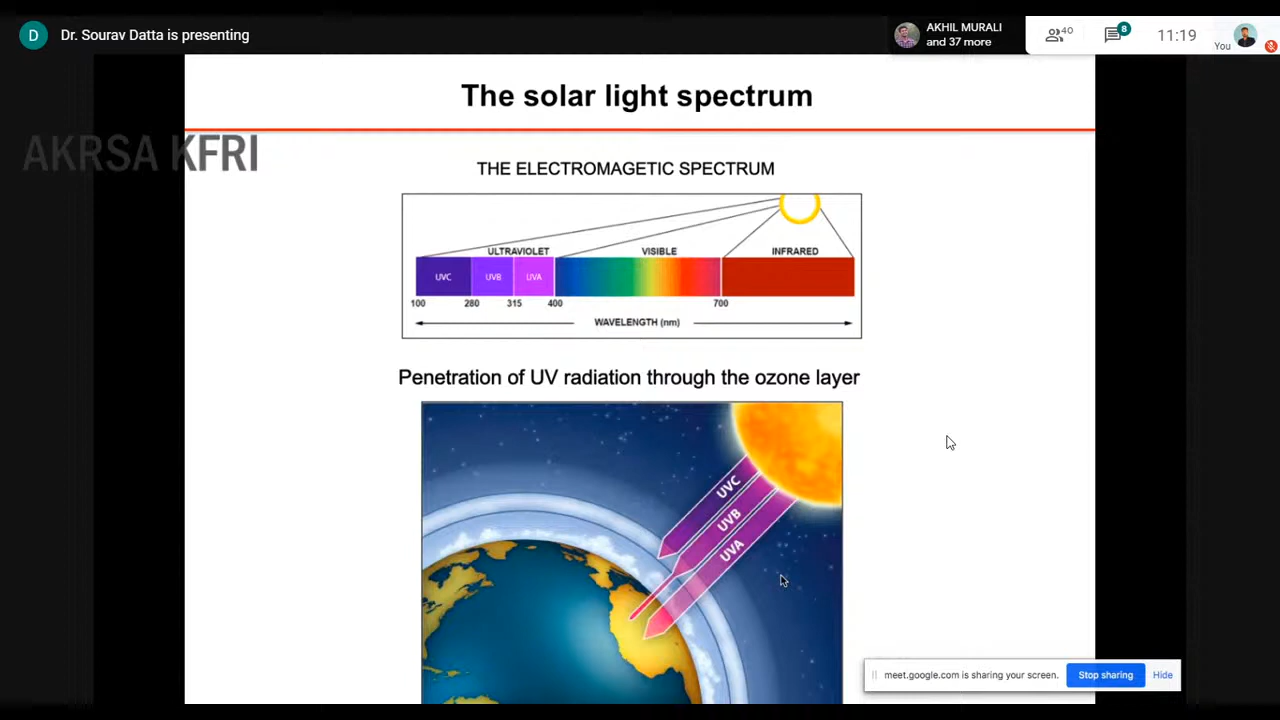 D
Dr. Sourav Datta is presenting
AKHIL MURALI
and 37 more
40
8
11:19
You
The solar light spectrum
AKRSA KFRI
THE ELECTROMAGETIC SPECTRUM
ULTRAVIOLET VISIBLE INFRARED
UVC UVB UVA
100 280 315 400 700
WAVELENGTH (nm)
Penetration of UV radiation through the ozone layer
UVC
UVB
UVA
meet.google.com is sharing your screen. Stop sharing Hide